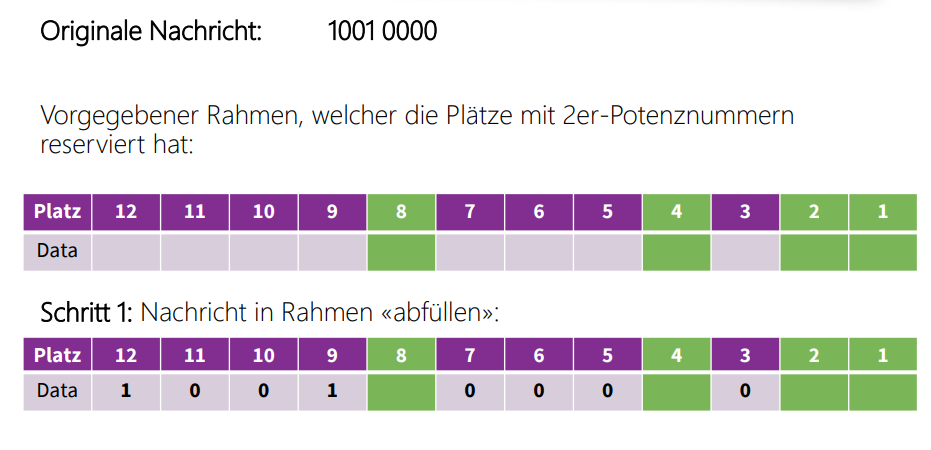 Originale Nachricht: 1001 0000
Vorgegebener Rahmen, welcher die Plätze mit 2er-Potenznummern
reserviert hat:
Platz 12 11 10 9 8 7 6 5 4 3 2 1
Data
Schritt 1: Nachricht in Rahmen «abfüllen»:
Platz 12 11 10 9 8 7 6 5 4 3 2 1
Data 1 0 0 1 0 0 0 0